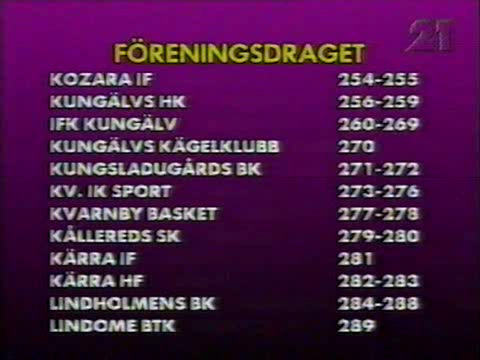 21
FÖRENINGSDRAGET
KOZARA IF 254-255
KUNGÄLVS HK 256-259
IFK KUNGÄLV 260-269
KUNGÄLVS KÄGELKLUBB 270
KUNGSLADUGÅRDS BK 271-272
KV. IK SPORT 273-276
KVARNBY BASKET 277-278
KÅLLEREDS SK 279-280
KÄRRA IF 281
KÄRRA HF 282-283
LINDHOLMENS BK 284-288
LINDOME BTK 289